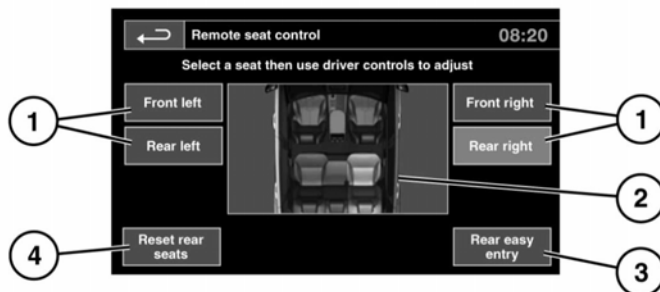 Remote seat control 08:20
Select a seat then use driver controls to adjust
1 Front left Front right 1
Rear left Rear right
2
4 Reset rear seats Rear easy entry 3